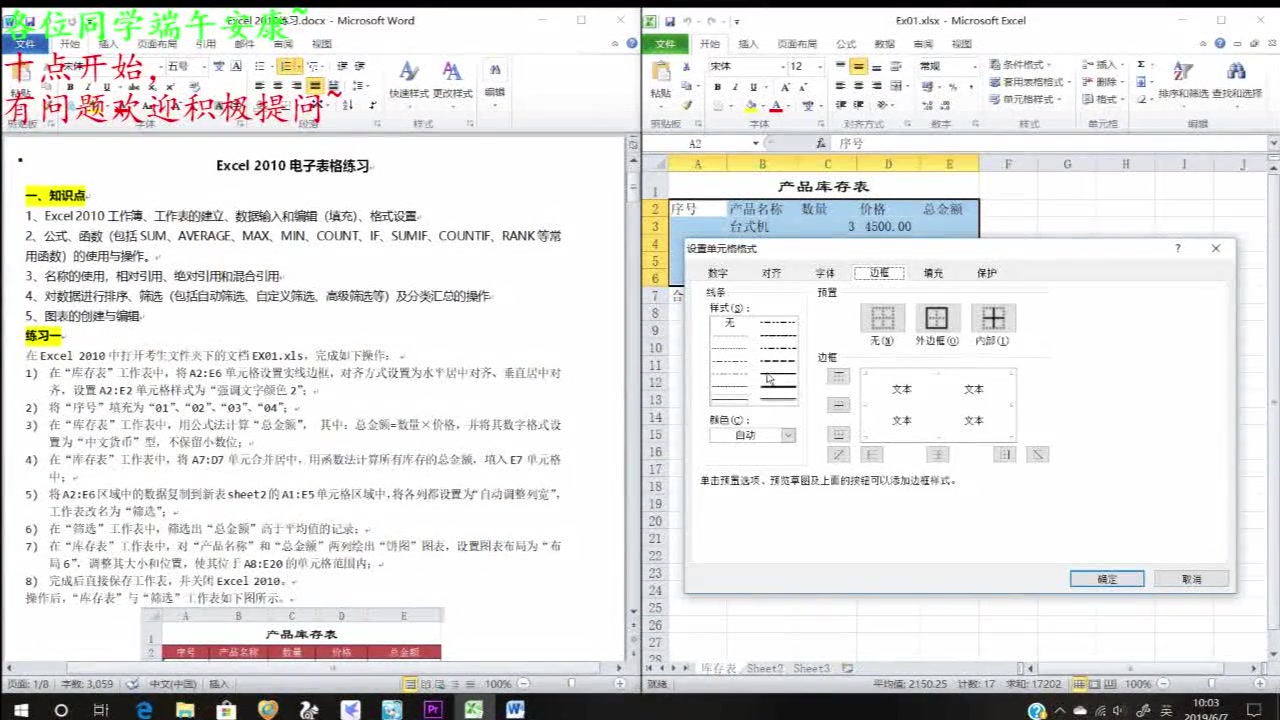 各位同学端午安康~
十点开始，
有问题欢迎积极提问~
Excel 2010练习.docx - Microsoft Word
文件 开始 插入 页面布局 引用 邮件 审阅 视图
五号
粘贴 快速样式 更改样式 编辑
剪贴板 字体 段落 样式
Excel 2010 电子表格练习
一、知识点
1、Excel 2010 工作簿、工作表的建立、数据输入和编辑（填充）、格式设置
2、公式、函数（包括 SUM、AVERAGE、MAX、MIN、COUNT、IF、SUMIF、COUNTIF、RANK 等常
用函数）的使用与操作。
3、名称的使用，相对引用、绝对引用和混合引用
4、对数据进行排序、筛选（包括自动筛选、自定义筛选、高级筛选等）及分类汇总的操作
5、图表的创建与编辑
练习一
在 Excel 2010 中打开考生文件夹下的文档 EX01.xls，完成如下操作：
1) 在“库存表”工作表中，将 A2:E6 单元格设置实线边框，对齐方式设置为水平居中对齐、垂直居中对
齐，设置 A2:E2 单元格样式为“强调文字颜色 2”；
2) 将“序号”填充为“01”、“02”、“03”、“04”；
3) 在“库存表”工作表中，用公式法计算“总金额”， 其中：总金额=数量×价格，并将其数字格式设
置为“中文货币”型，不保留小数位；
4) 在“库存表”工作表中，将 A7:D7 单元合并居中，用函数法计算所有库存的总金额，填入 E7 单元格
中；
5) 将 A2:E6 区域中的数据复制到新表 sheet2 的 A1:E5 单元格区域中，将各列都设置为“自动调整列宽”，
工作表改名为“筛选”；
6) 在“筛选”工作表中，筛选出“总金额”高于平均值的记录；
7) 在“库存表”工作表中，对“产品名称”和“总金额”两列绘出“饼图”图表，设置图表布局为“布
局 6”，调整其大小和位置，使其位于 A8:E20 的单元格范围内；
8) 完成后直接保存工作表，并关闭 Excel 2010。
操作后，“库存表”与“筛选”工作表如下图所示。
A B C D E
1 产品库存表
2 序号 产品名称 数量 价格 总金额
页面: 1/8 字数: 3,059 中文(中国) 插入 100%
Ex01.xlsx - Microsoft Excel
文件 开始 插入 页面布局 公式 数据 审阅 视图
宋体 12 常规 条件格式 插入
套用表格格式 删除
粘贴 单元格样式 格式 排序和筛选 查找和选择
剪贴板 字体 对齐方式 数字 样式 单元格 编辑
A2 fx 序号
A B C D E F G H I J
1 产品库存表
2 序号 产品名称 数量 价格 总金额
3 台式机 3 4500.00
4
5
6
7 合
8
9
10
11
12
13
14
15
16
17
18
19
20
21
22
23
24
25
26
27
28
设置单元格格式
数字 对齐 字体 边框 填充 保护
线条 预置
样式(S):
无
无(N) 外边框(O) 内部(I)
边框
文本 文本
文本 文本
颜色(C):
自动
单击预置选项、预览草图及上面的按钮可以添加边框样式。
确定 取消
库存表 Sheet2 Sheet3
就绪 平均值: 2150.25 计数: 17 求和: 17202 100%
英 10:03
2019/6/7